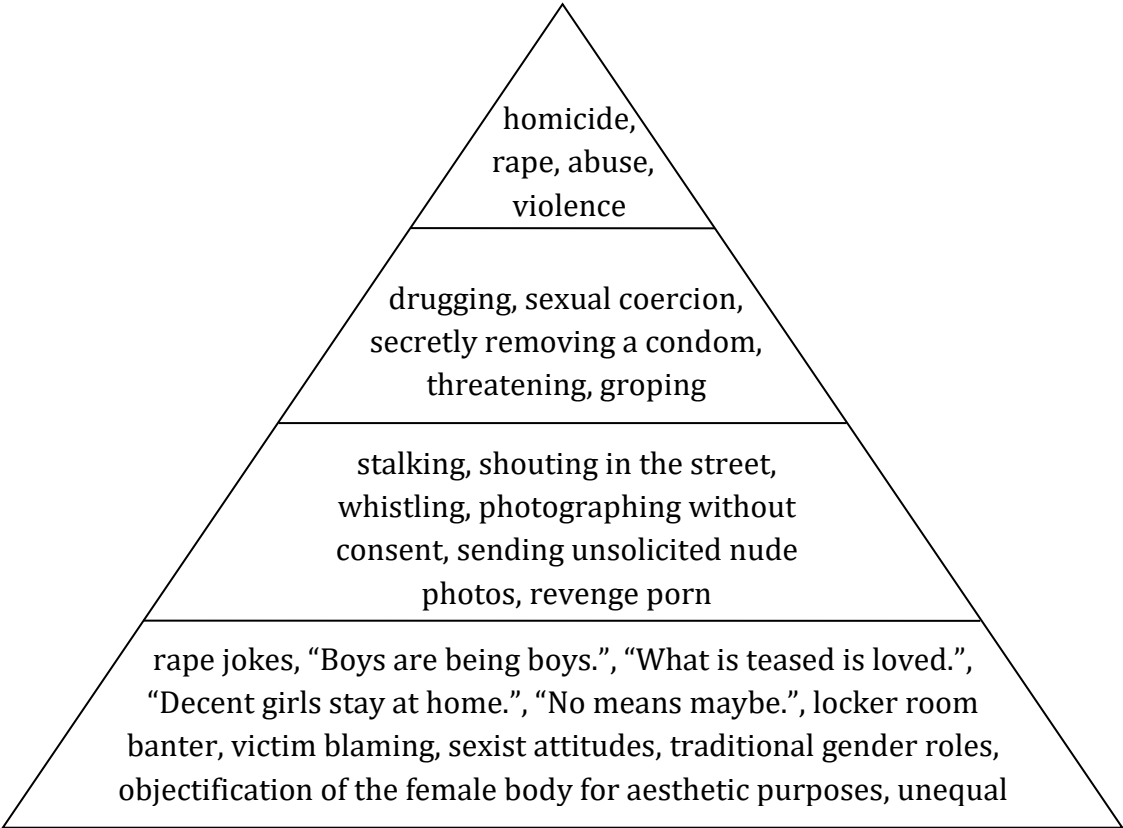 homicide,
rape, abuse,
violence
drugging, sexual coercion,
secretly removing a condom,
threatening, groping
stalking, shouting in the street,
whistling, photographing without
consent, sending unsolicited nude
photos, revenge porn
rape jokes, “Boys are being boys.”, “What is teased is loved.”,
“Decent girls stay at home.”, “No means maybe.”, locker room
banter, victim blaming, sexist attitudes, traditional gender roles,
objectification of the female body for aesthetic purposes, unequal